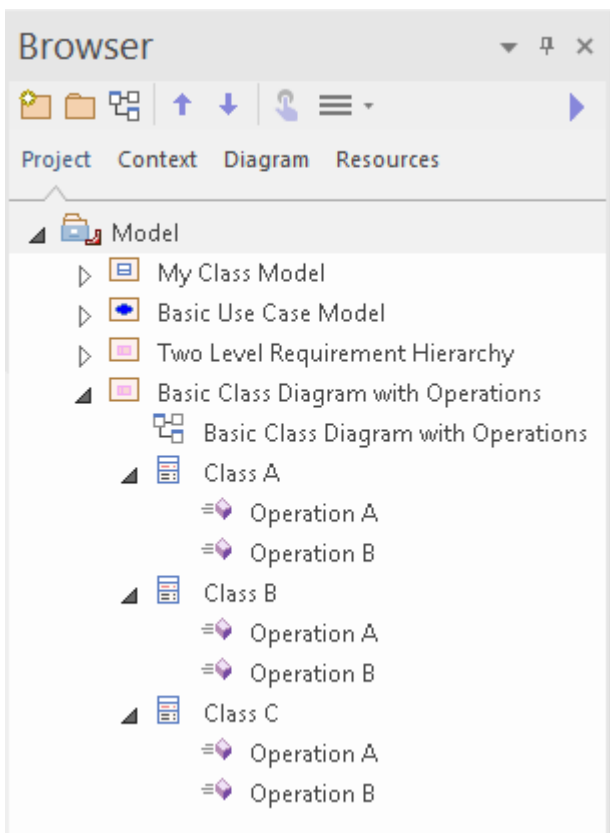 Browser
Project Context Diagram Resources
Model
My Class Model
Basic Use Case Model
Two Level Requirement Hierarchy
Basic Class Diagram with Operations
Basic Class Diagram with Operations
Class A
Operation A
Operation B
Class B
Operation A
Operation B
Class C
Operation A
Operation B